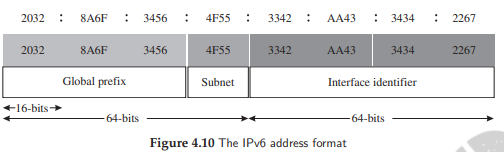 2032 : 8A6F : 3456 : 4F55 : 3342 : AA43 : 3434 : 2267
2032 8A6F 3456 4F55 3342 AA43 3434 2267
Global prefix Subnet Interface identifier
16-bits
64-bits 64-bits
Figure 4.10 The IPv6 address format